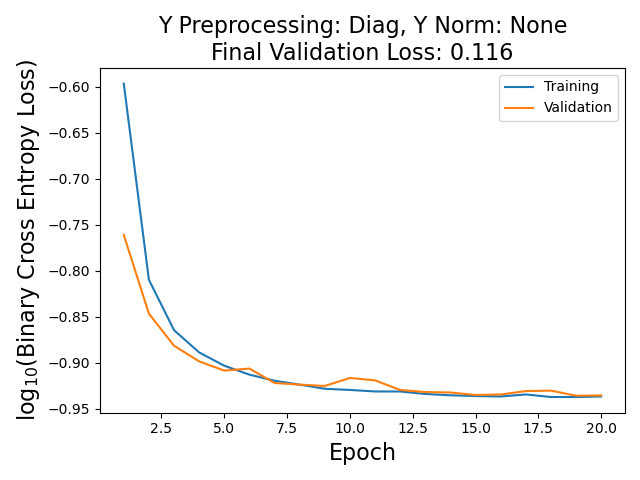 Y Preprocessing: Diag, Y Norm: None
Final Validation Loss: 0.116
Training
Validation
−0.60
−0.65
−0.70
−0.75
−0.80
−0.85
−0.90
−0.95
log₁₀(Binary Cross Entropy Loss)
2.5 5.0 7.5 10.0 12.5 15.0 17.5 20.0
Epoch